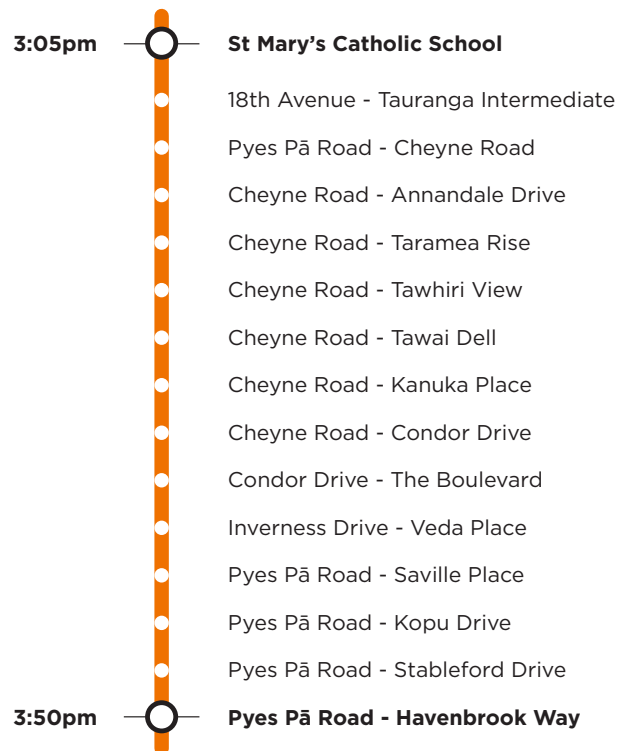 3:05pm St Mary’s Catholic School
18th Avenue - Tauranga Intermediate
Pyes Pā Road - Cheyne Road
Cheyne Road - Annandale Drive
Cheyne Road - Taramea Rise
Cheyne Road - Tawhiri View
Cheyne Road - Tawai Dell
Cheyne Road - Kanuka Place
Cheyne Road - Condor Drive
Condor Drive - The Boulevard
Inverness Drive - Veda Place
Pyes Pā Road - Saville Place
Pyes Pā Road - Kopu Drive
Pyes Pā Road - Stableford Drive
3:50pm Pyes Pā Road - Havenbrook Way